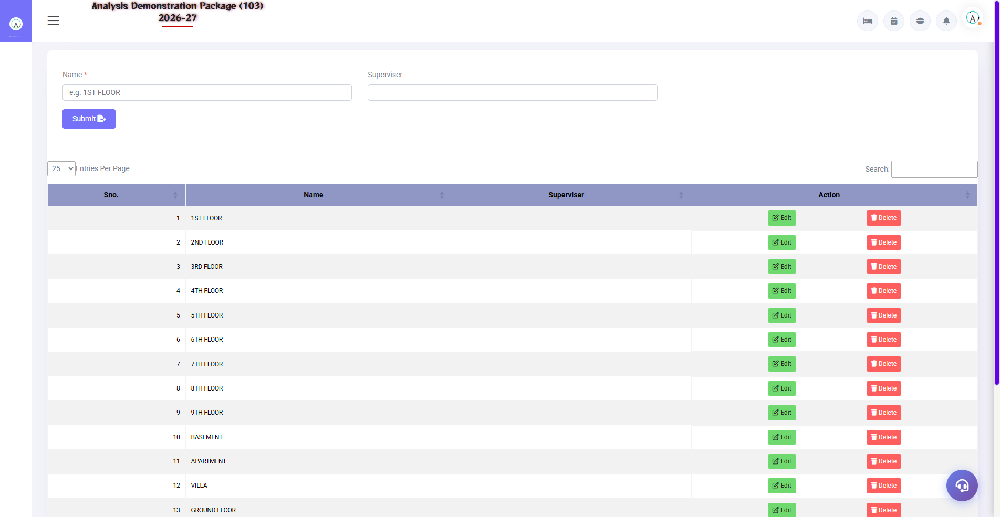 Analysis Demonstration Package (103)
2026-27
Name *
Superviser
e.g. 1ST FLOOR
Submit
25 Entries Per Page
Search:
Sno. Name Superviser Action
1 1ST FLOOR Edit Delete
2 2ND FLOOR Edit Delete
3 3RD FLOOR Edit Delete
4 4TH FLOOR Edit Delete
5 5TH FLOOR Edit Delete
6 6TH FLOOR Edit Delete
7 7TH FLOOR Edit Delete
8 8TH FLOOR Edit Delete
9 9TH FLOOR Edit Delete
10 BASEMENT Edit Delete
11 APARTMENT Edit Delete
12 VILLA Edit Delete
13 GROUND FLOOR Edit Delete